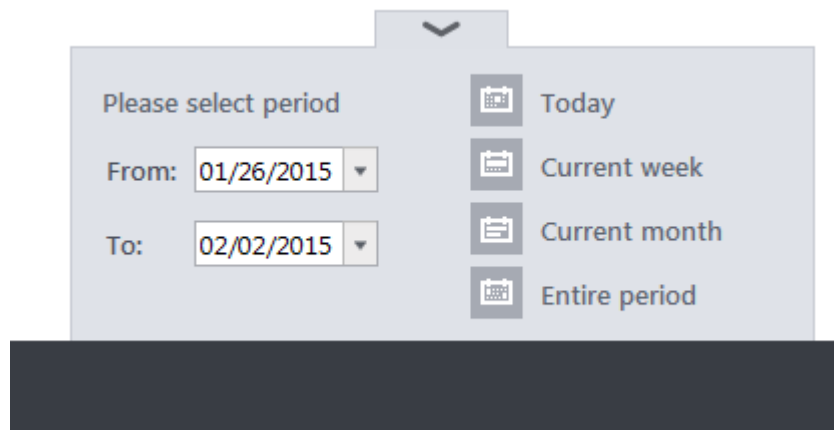 Please select period
From: 01/26/2015
To: 02/02/2015
Today
Current week
Current month
Entire period